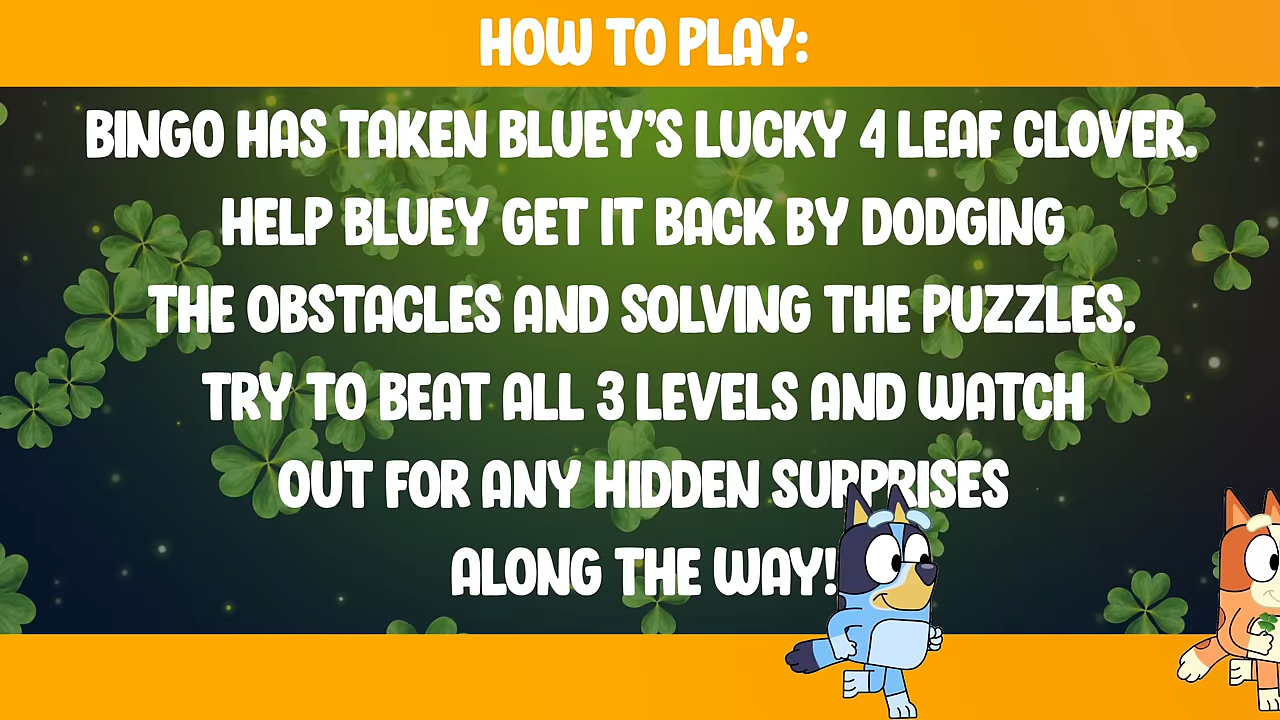 HOW TO PLAY:
BINGO HAS TAKEN BLUEY'S LUCKY 4 LEAF CLOVER.
HELP BLUEY GET IT BACK BY DODGING
THE OBSTACLES AND SOLVING THE PUZZLES.
TRY TO BEAT ALL 3 LEVELS AND WATCH
OUT FOR ANY HIDDEN SURPRISES
ALONG THE WAY!